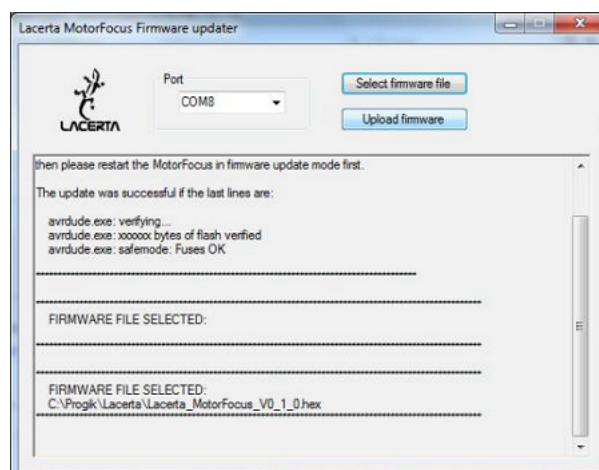 Lacerta MotorFocus Firmware updater
Port
COM8
Select firmware file
Upload firmware
LACERTA
then please restart the MotorFocus in firmware update mode first.
The update was successful if the last lines are:
avrdude.exe: verifying...
avrdude.exe: xxxxxx bytes of flash verified
avrdude.exe: safemode: Fuses OK
FIRMWARE FILE SELECTED:
FIRMWARE FILE SELECTED:
C:\Progik\Lacerta\Lacerta_MotorFocus_V0_1_0.hex